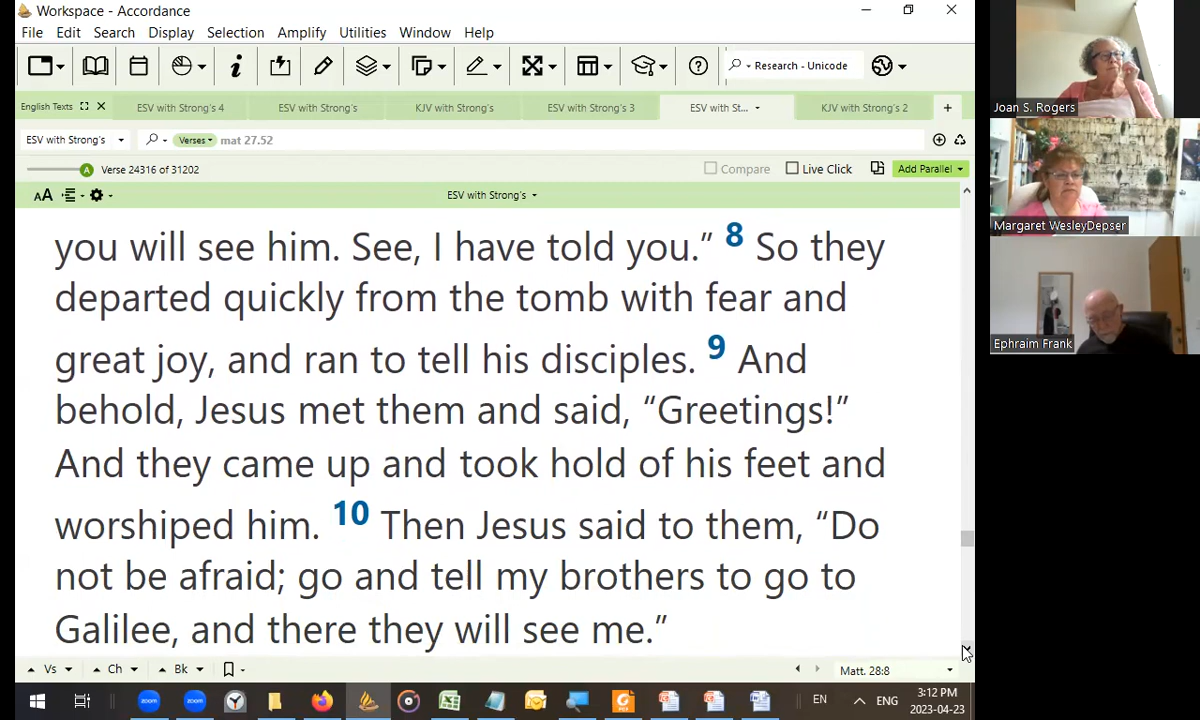 Workspace - Accordance
File Edit Search Display Selection Amplify Utilities Window Help
Research - Unicode
English Texts
ESV with Strong's 4
ESV with Strong's
KJV with Strong's
ESV with Strong's 3
ESV with St...
KJV with Strong's 2
ESV with Strong's
Verses
mat 27.52
A
Verse 24316 of 31202
Compare
Live Click
Add Parallel
AA
ESV with Strong's
you will see him. See, I have told you.” 8 So they
departed quickly from the tomb with fear and
great joy, and ran to tell his disciples. 9 And
behold, Jesus met them and said, “Greetings!”
And they came up and took hold of his feet and
worshiped him. 10 Then Jesus said to them, “Do
not be afraid; go and tell my brothers to go to
Galilee, and there they will see me.”
Vs
Ch
Bk
Matt. 28:8
zoom
zoom
EN
ENG
3:12 PM
2023-04-23
Joan S. Rogers
Margaret WesleyDepser
Ephraim Frank